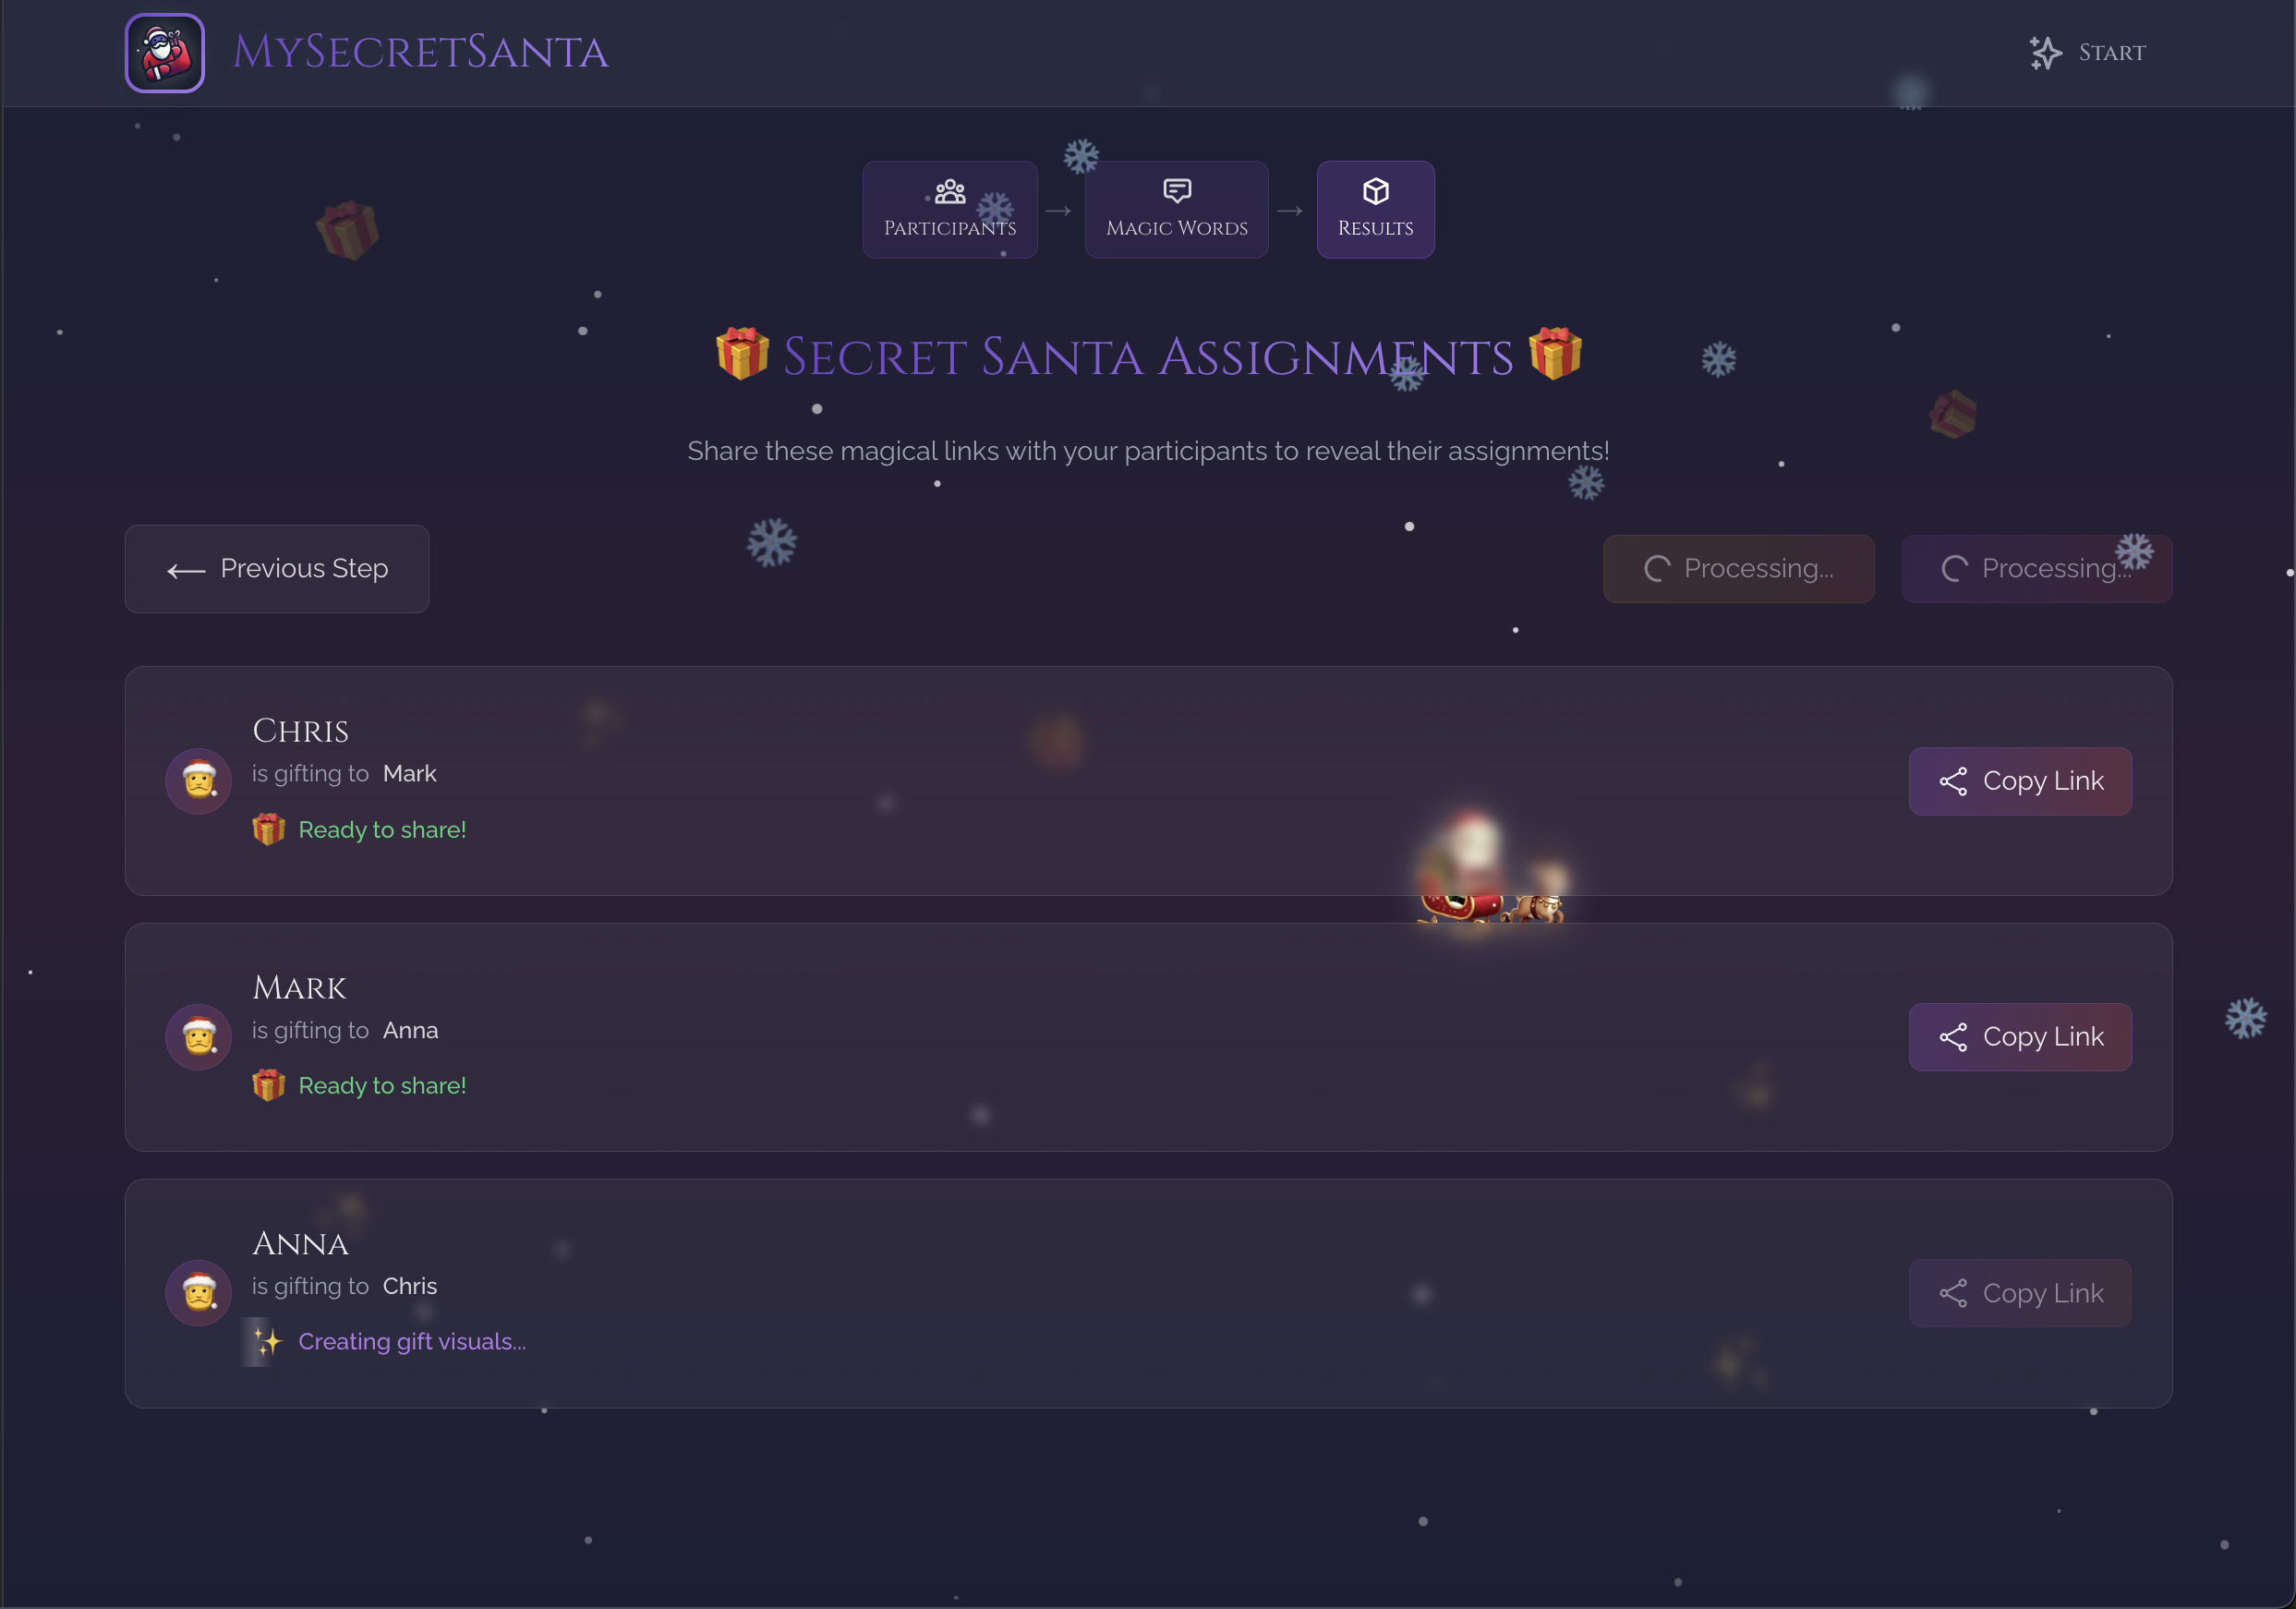 MySecretSanta
Start
Participants
→
Magic Words
→
Results
🎁 Secret Santa Assignments 🎁
Share these magical links with your participants to reveal their assignments!
← Previous Step
Processing...
Processing...
Chris
is gifting to Mark
🎁 Ready to share!
Copy Link
Mark
is gifting to Anna
🎁 Ready to share!
Copy Link
Anna
is gifting to Chris
✨ Creating gift visuals...
Copy Link